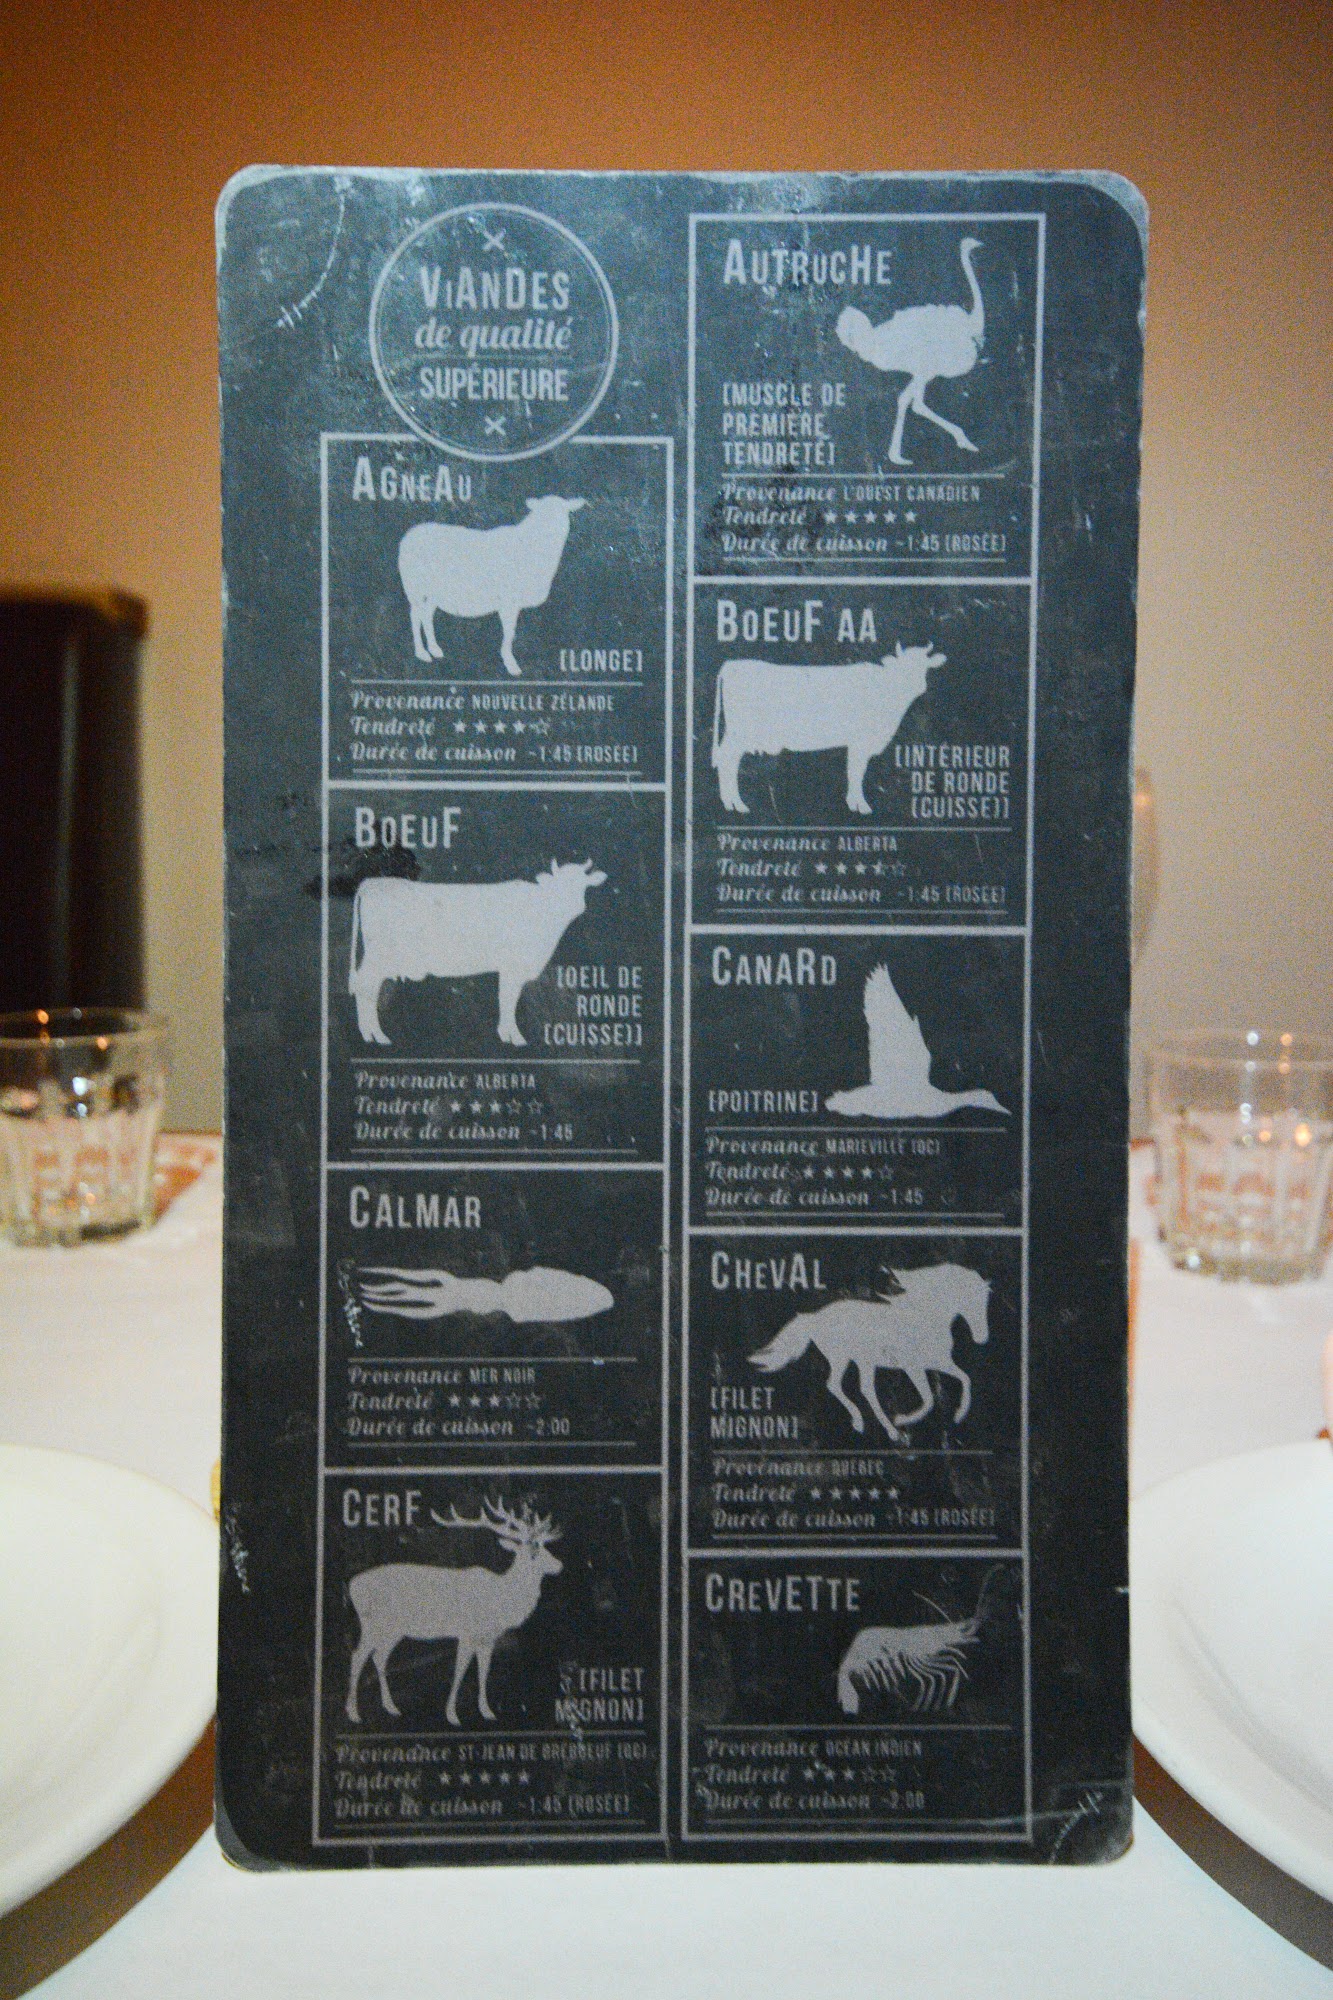 ViANDES
de qualité
SUPÉRIEURE
AGNEAU
[LONGE]
Provenance NOUVELLE ZÉLANDE
Tendreté ★★★★☆
Durée de cuisson ~1:45 [ROSÉE]
BOEUF
[OEIL DE
RONDE
[CUISSE]]
Provenance ALBERTA
Tendreté ★★★☆☆
Durée de cuisson ~1:45
CALMAR
Provenance MER NOIR
Tendreté ★★★☆☆
Durée de cuisson ~2:00
CERF
[FILET
MIGNON]
Provenance ST-JEAN DE BREBOEUF (QC)
Tendreté ★★★★★
Durée de cuisson ~1:45 [ROSÉE]
AUTRUCHE
[MUSCLE DE
PREMIÈRE
TENDRETÉ]
Provenance L'OUEST CANADIEN
Tendreté ★★★★★
Durée de cuisson ~1:45 [ROSÉE]
BOEUF AA
[INTÉRIEUR
DE RONDE
[CUISSE]]
Provenance ALBERTA
Tendreté ★★★⯪☆
Durée de cuisson ~1:45 [ROSÉE]
CANARD
[POITRINE]
Provenance MARIEVILLE (QC)
Tendreté ★★★★☆
Durée de cuisson ~1:45
CHEVAL
[FILET
MIGNON]
Provenance QUÉBEC
Tendreté ★★★★★
Durée de cuisson ~1:45 [ROSÉE]
CREVETTE
Provenance OCÉAN INDIEN
Tendreté ★★★☆☆
Durée de cuisson ~2:00